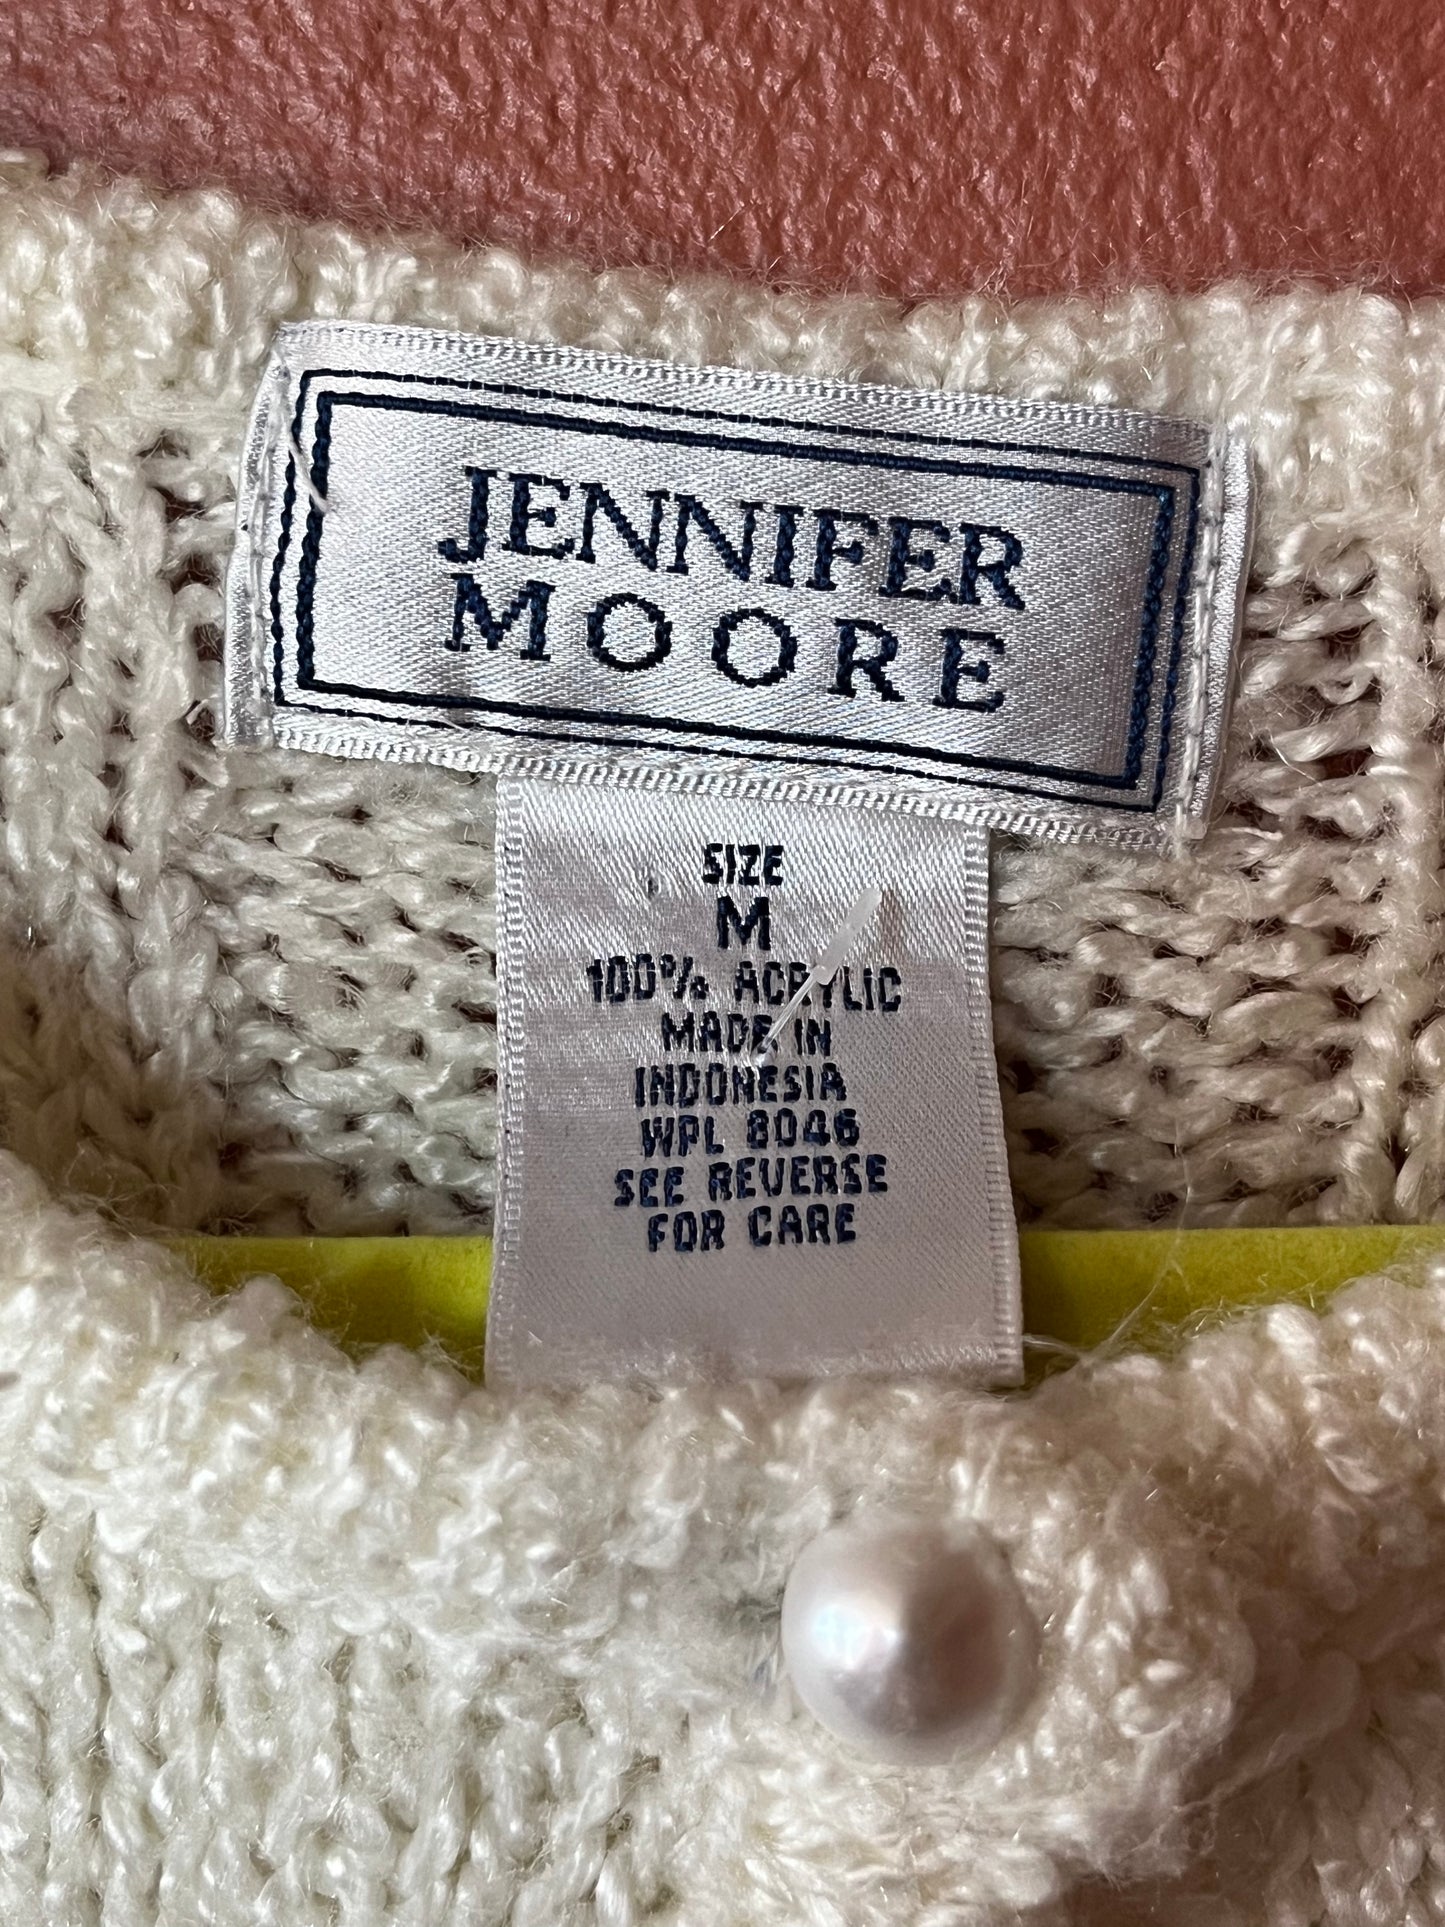 JENNIFER
MOORE
SIZE
M
100% ACRYLIC
MADE IN
INDONESIA
WPL 8046
SEE REVERSE
FOR CARE